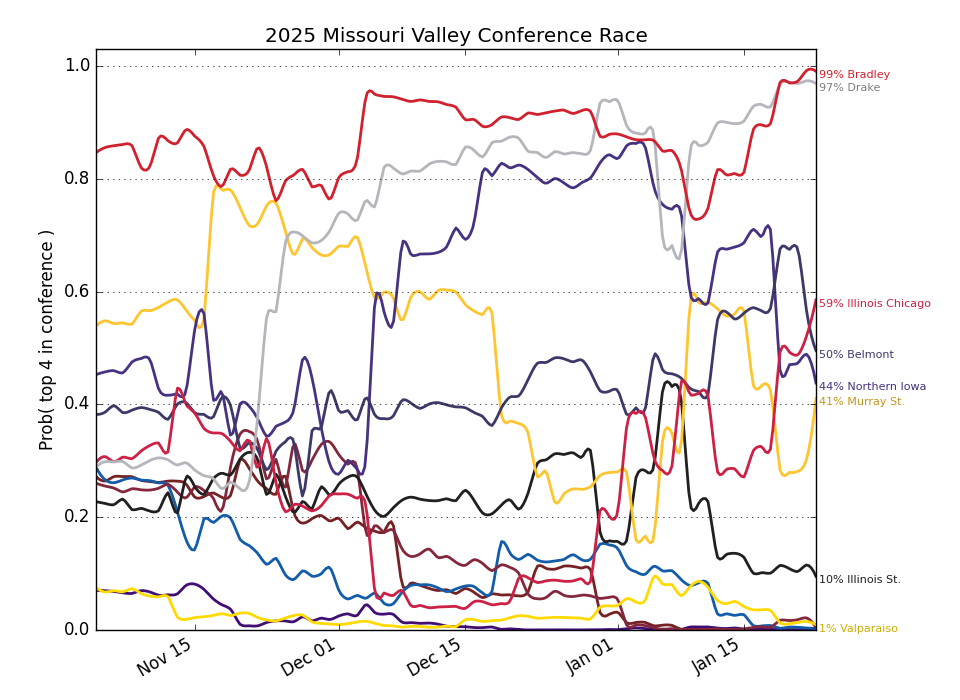 2025 Missouri Valley Conference Race
Prob( top 4 in conference )
1.0
0.8
0.6
0.4
0.2
0.0
Nov 15
Dec 01
Dec 15
Jan 01
Jan 15
99% Bradley
97% Drake
59% Illinois Chicago
50% Belmont
44% Northern Iowa
41% Murray St.
10% Illinois St.
1% Valparaiso